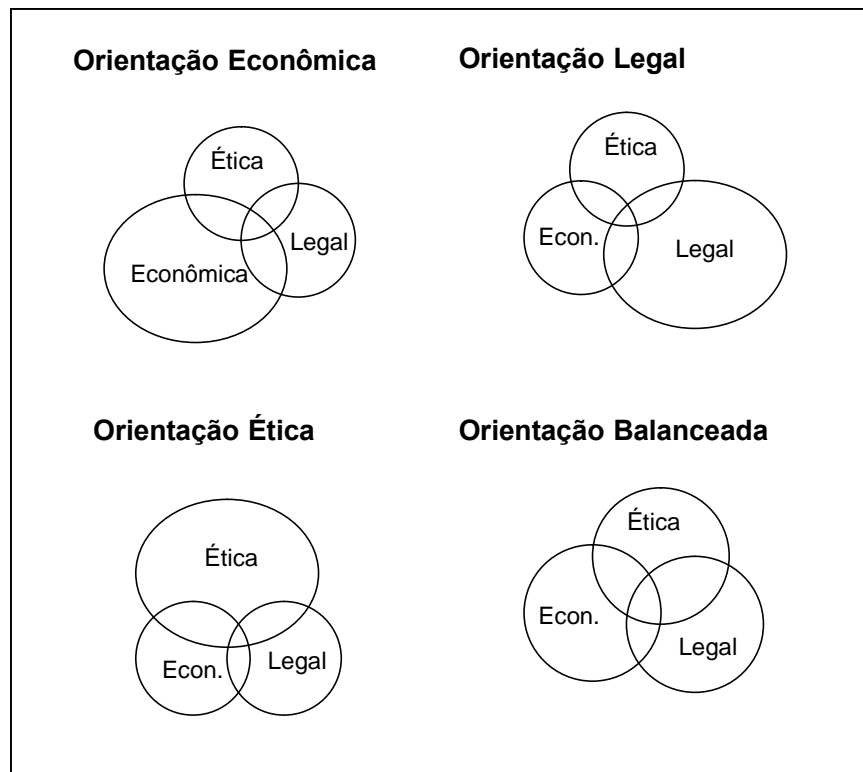 Orientação Econômica
Ética
Legal
Econômica
Orientação Legal
Ética
Econ.
Legal
Orientação Ética
Ética
Econ.
Legal
Orientação Balanceada
Ética
Econ.
Legal